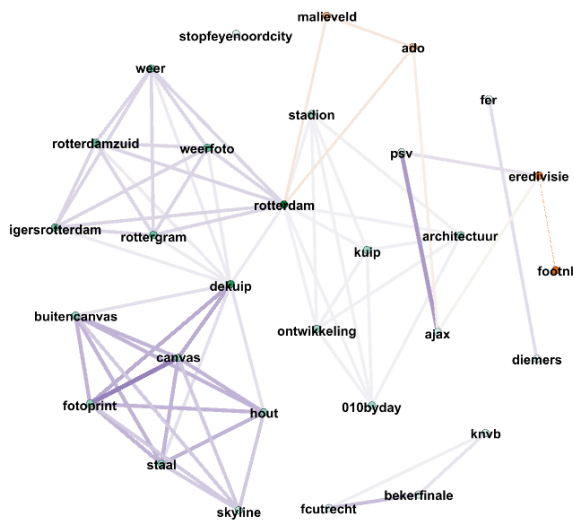 malieveld
stopfeyenoordcity
ado
weer
fer
stadion
rotterdamzuid
weerfoto
psv
eredivisie
rotterdam
igersrotterdam
rottergram
architectuur
kuip
footnl
dekuip
buitencanvas
ontwikkeling
ajax
canvas
diemers
fotoprint
hout
010byday
knvb
staal
bekerfinale
skyline
fcutrecht